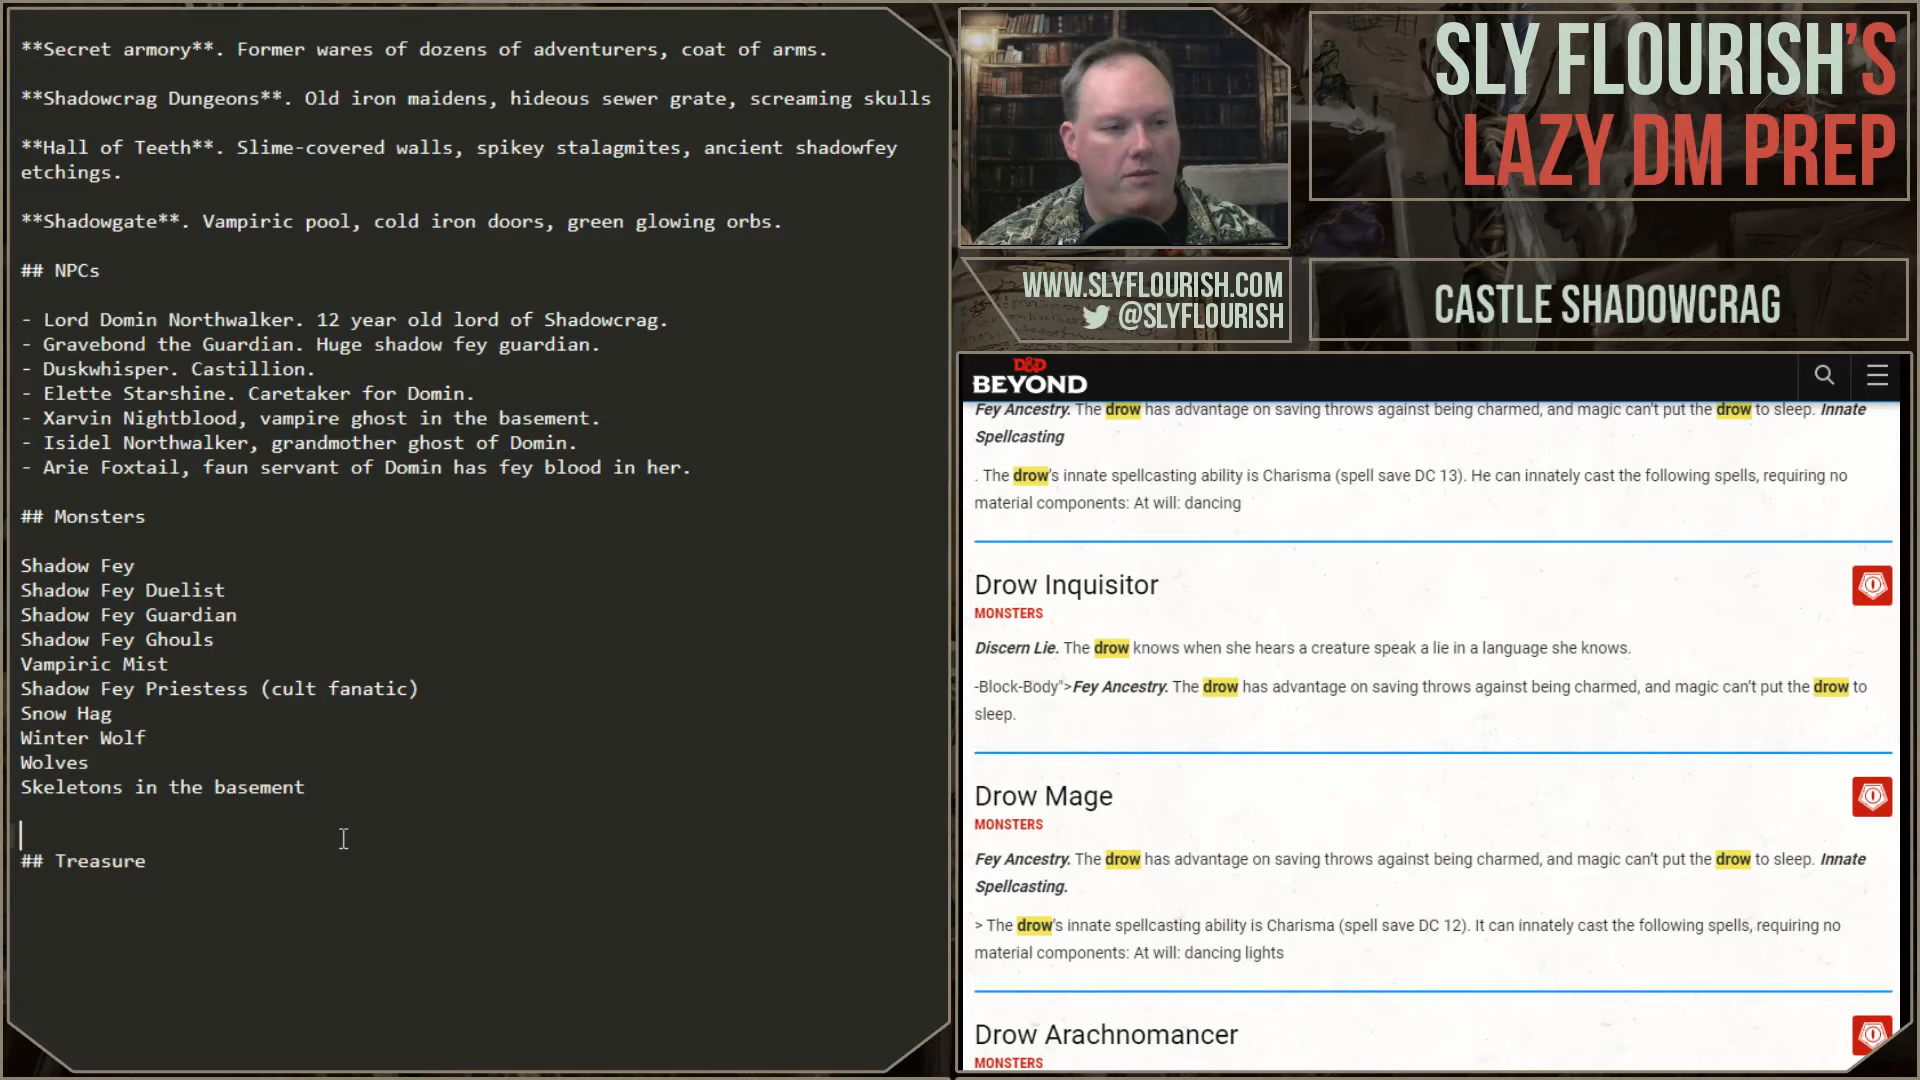 **Secret armory**. Former wares of dozens of adventurers, coat of arms.
**Shadowcrag Dungeons**. Old iron maidens, hideous sewer grate, screaming skulls
**Hall of Teeth**. Slime-covered walls, spikey stalagmites, ancient shadowfey
etchings.
**Shadowgate**. Vampiric pool, cold iron doors, green glowing orbs.
## NPCs
- Lord Domin Northwalker. 12 year old lord of Shadowcrag.
- Gravebond the Guardian. Huge shadow fey guardian.
- Duskwhisper. Castillion.
- Elette Starshine. Caretaker for Domin.
- Xarvin Nightblood, vampire ghost in the basement.
- Isidel Northwalker, grandmother ghost of Domin.
- Arie Foxtail, faun servant of Domin has fey blood in her.
## Monsters
Shadow Fey
Shadow Fey Duelist
Shadow Fey Guardian
Shadow Fey Ghouls
Vampiric Mist
Shadow Fey Priestess (cult fanatic)
Snow Hag
Winter Wolf
Wolves
Skeletons in the basement
## Treasure
SLY FLOURISH'S
LAZY DM PREP
WWW.SLYFLOURISH.COM
@SLYFLOURISH
CASTLE SHADOWCRAG
D&D
BEYOND
Fey Ancestry. The drow has advantage on saving throws against being charmed, and magic can't put the drow to sleep. Innate
Spellcasting
. The drow's innate spellcasting ability is Charisma (spell save DC 13). He can innately cast the following spells, requiring no
material components: At will: dancing
Drow Inquisitor
MONSTERS
Discern Lie. The drow knows when she hears a creature speak a lie in a language she knows.
-Block-Body">Fey Ancestry. The drow has advantage on saving throws against being charmed, and magic can't put the drow to
sleep.
Drow Mage
MONSTERS
Fey Ancestry. The drow has advantage on saving throws against being charmed, and magic can't put the drow to sleep. Innate
Spellcasting.
> The drow's innate spellcasting ability is Charisma (spell save DC 12). It can innately cast the following spells, requiring no
material components: At will: dancing lights
Drow Arachnomancer
MONSTERS